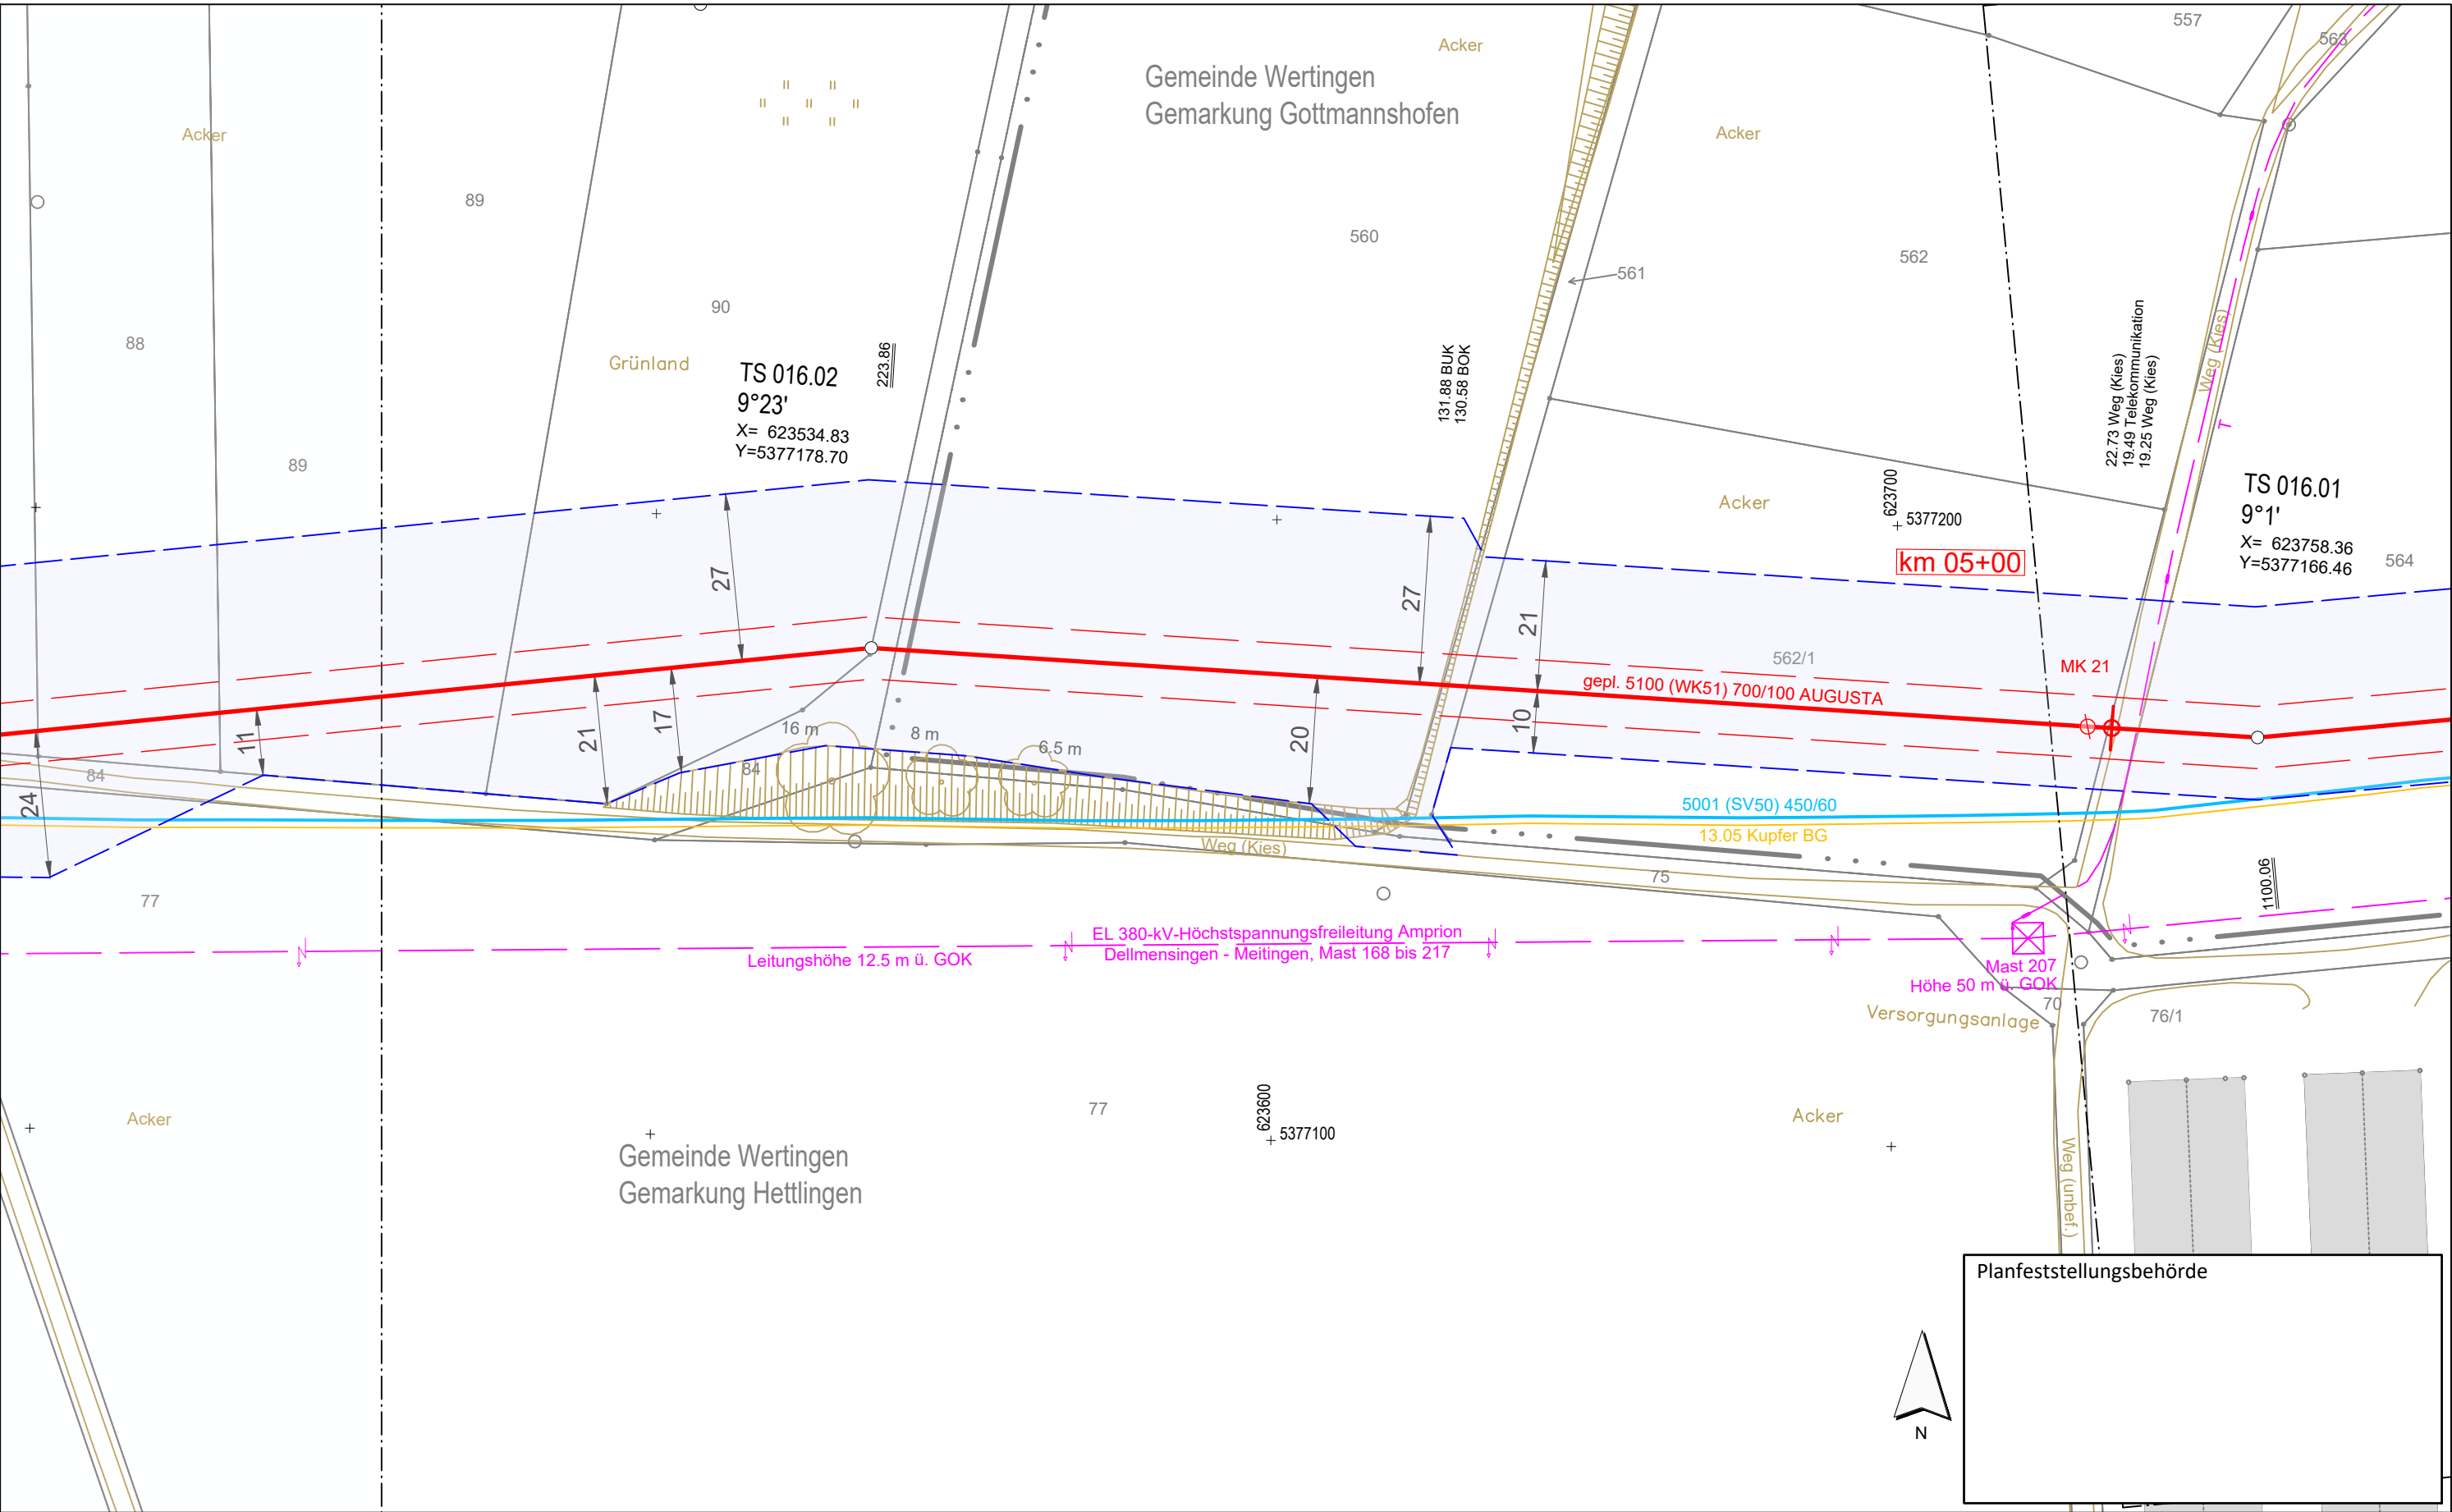 557
563
Acker
Gemeinde Wertingen
Gemarkung Gottmannshofen
Acker
Acker
89
560
562
561
90
88
Grünland
TS 016.02
9°23'
X= 623534.83
Y=5377178.70
223.86
131.88 BUK
130.58 BOK
22.73 Weg (Kies)
19.49 Telekommunikation
19.25 Weg (Kies)
Weg (Kies)
T
89
TS 016.01
9°1'
X= 623758.36
Y=5377166.46
564
Acker
623700
5377200
km 05+00
27
27
21
562/1
MK 21
gepl. 5100 (WK51) 700/100 AUGUSTA
11
21
17
16 m
8 m
6.5 m
20
10
84
84
24
5001 (SV50) 450/60
13.05 Kupfer BG
Weg (Kies)
75
77
1100.06
EL 380-kV-Höchstspannungsfreileitung Amprion
Dellmensingen - Meitingen, Mast 168 bis 217
Leitungshöhe 12.5 m ü. GOK
Mast 207
Höhe 50 m ü. GOK
70
76/1
Versorgungsanlage
Acker
77
623600
5377100
Acker
Gemeinde Wertingen
Gemarkung Hettlingen
Weg (unbef.)
Planfeststellungsbehörde
N